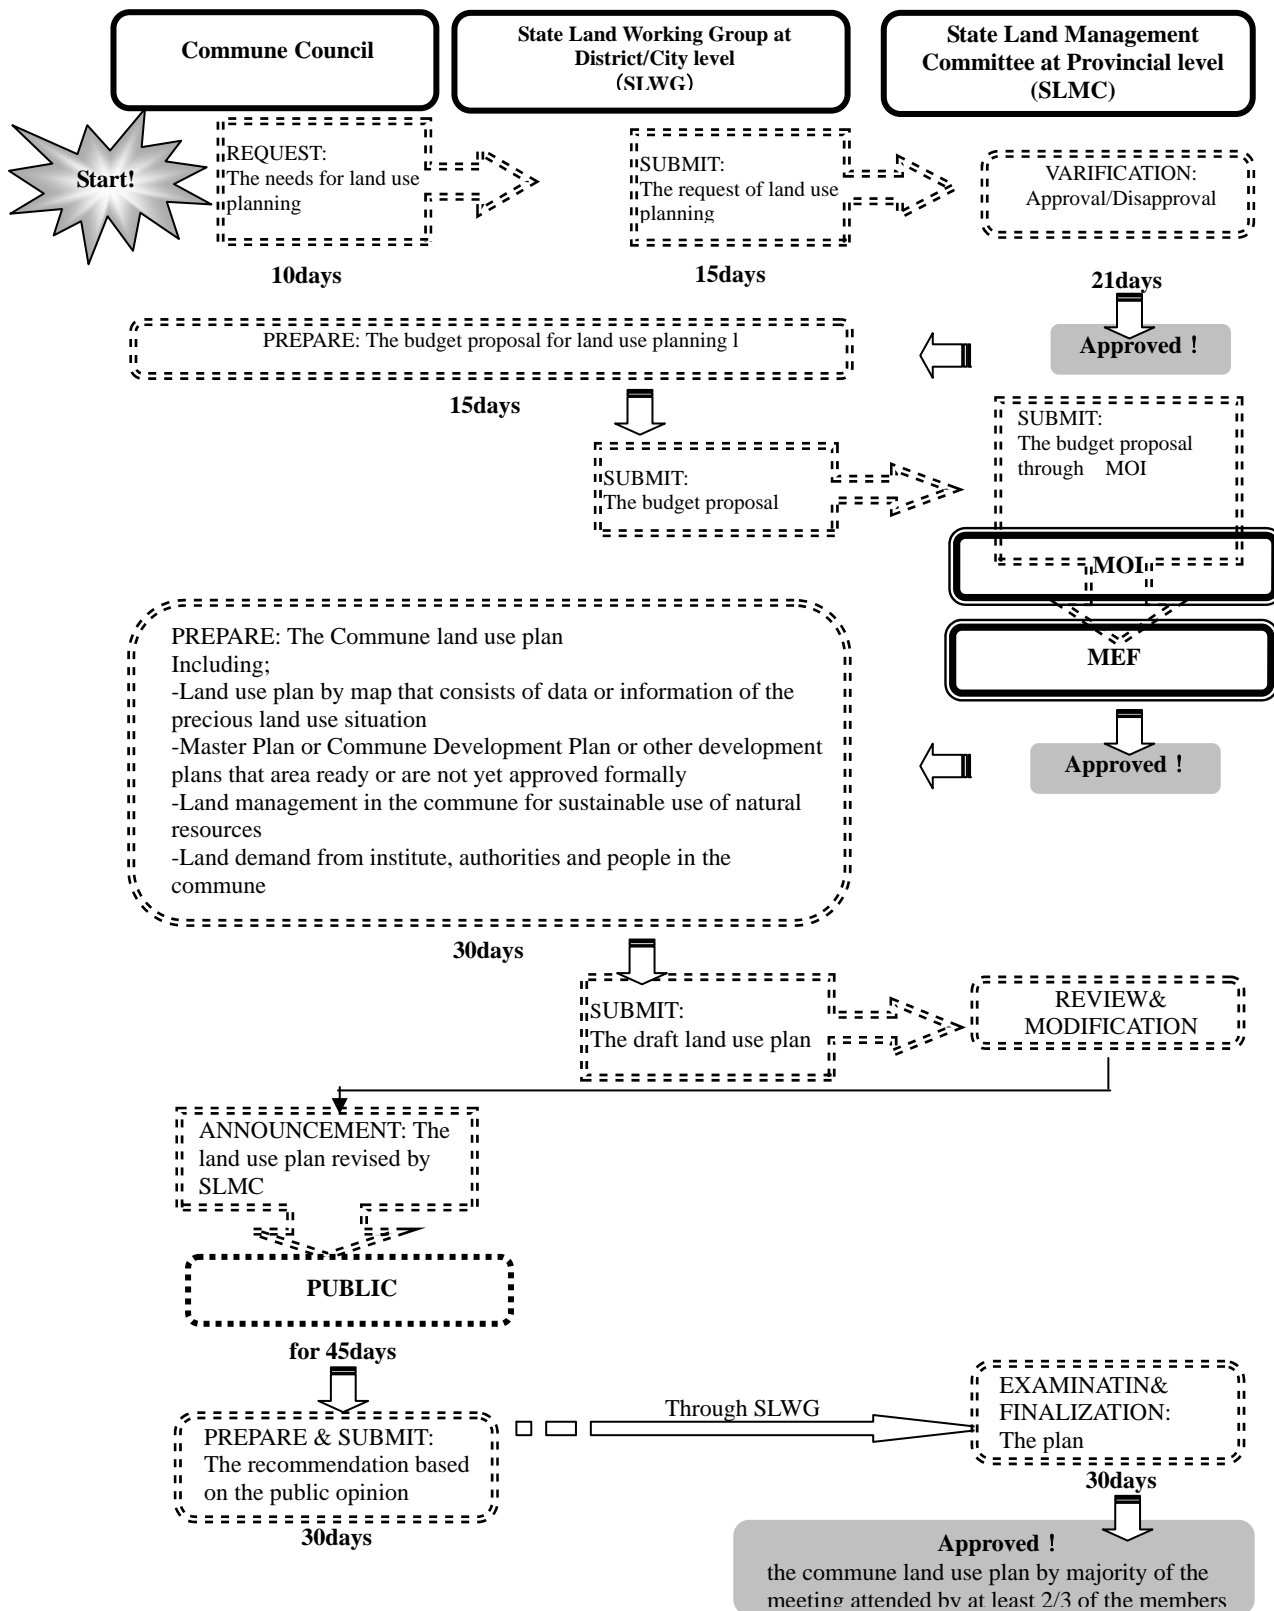 Commune Council
State Land Working Group at
District/City level
(SLWG)
State Land Management
Committee at Provincial level
(SLMC)
Start!
REQUEST:
The needs for land use
planning
SUBMIT:
The request of land use
planning
VARIFICATION:
Approval/Disapproval
10days
15days
21days
PREPARE: The budget proposal for land use planning l
Approved !
15days
SUBMIT:
The budget proposal
SUBMIT:
The budget proposal
through MOI
MOI
MEF
Approved !
PREPARE: The Commune land use plan
Including;
-Land use plan by map that consists of data or information of the
precious land use situation
-Master Plan or Commune Development Plan or other development
plans that area ready or are not yet approved formally
-Land management in the commune for sustainable use of natural
resources
-Land demand from institute, authorities and people in the
commune
30days
SUBMIT:
The draft land use plan
REVIEW&
MODIFICATION
ANNOUNCEMENT: The
land use plan revised by
SLMC
PUBLIC
for 45days
PREPARE & SUBMIT:
The recommendation based
on the public opinion
30days
Through SLWG
EXAMINATIN&
FINALIZATION:
The plan
30days
Approved !
the commune land use plan by majority of the
meeting attended by at least 2/3 of the members